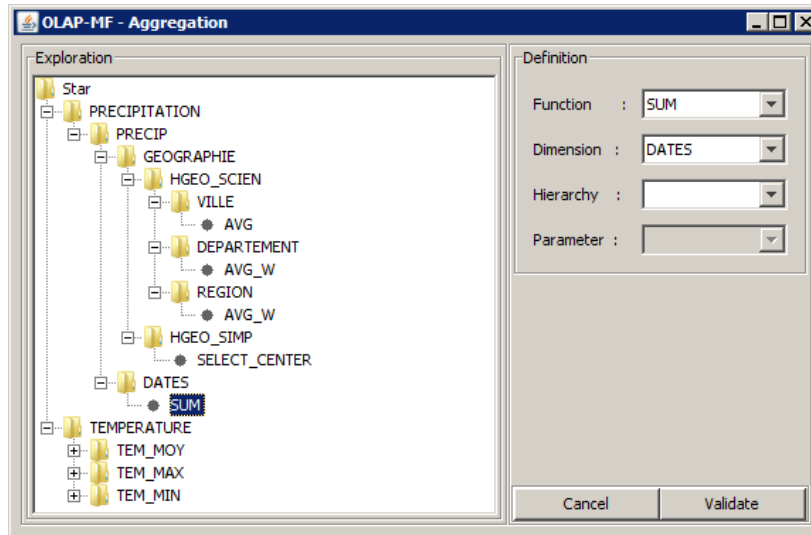 OLAP-MF - Aggregation
Exploration
Star
PRECIPITATION
PRECIP
GEOGRAPHIE
HGEO_SCIEN
VILLE
AVG
DEPARTEMENT
AVG_W
REGION
AVG_W
HGEO_SIMP
SELECT_CENTER
DATES
SUM
TEMPERATURE
TEM_MOY
TEM_MAX
TEM_MIN
Definition
Function : SUM
Dimension : DATES
Hierarchy :
Parameter :
Cancel Validate